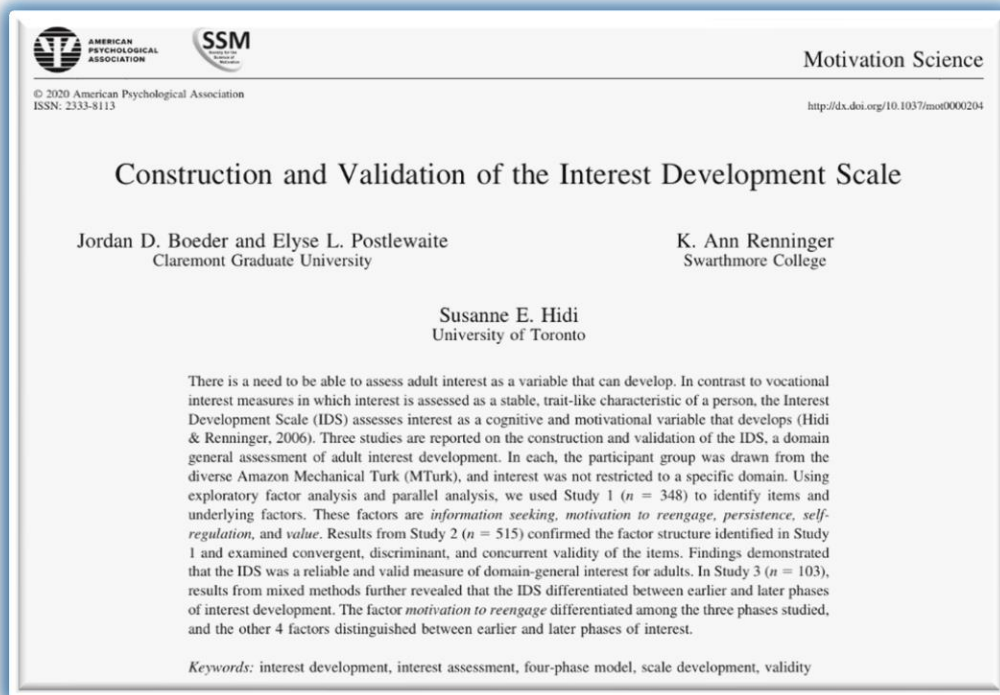 AMERICAN
PSYCHOLOGICAL
ASSOCIATION
SSM
Motivation Science
© 2020 American Psychological Association
ISSN: 2333-8113
http://dx.doi.org/10.1037/mot0000204
Construction and Validation of the Interest Development Scale
Jordan D. Boeder and Elyse L. Postlewaite
Claremont Graduate University
K. Ann Renninger
Swarthmore College
Susanne E. Hidi
University of Toronto
There is a need to be able to assess adult interest as a variable that can develop. In contrast to vocational
interest measures in which interest is assessed as a stable, trait-like characteristic of a person, the Interest
Development Scale (IDS) assesses interest as a cognitive and motivational variable that develops (Hidi
& Renninger, 2006). Three studies are reported on the construction and validation of the IDS, a domain
general assessment of adult interest development. In each, the participant group was drawn from the
diverse Amazon Mechanical Turk (MTurk), and interest was not restricted to a specific domain. Using
exploratory factor analysis and parallel analysis, we used Study 1 (n = 348) to identify items and
underlying factors. These factors are information seeking, motivation to reengage, persistence, self-
regulation, and value. Results from Study 2 (n = 515) confirmed the factor structure identified in Study
1 and examined convergent, discriminant, and concurrent validity of the items. Findings demonstrated
that the IDS was a reliable and valid measure of domain-general interest for adults. In Study 3 (n = 103),
results from mixed methods further revealed that the IDS differentiated between earlier and later phases
of interest development. The factor motivation to reengage differentiated among the three phases studied,
and the other 4 factors distinguished between earlier and later phases of interest.
Keywords: interest development, interest assessment, four-phase model, scale development, validity